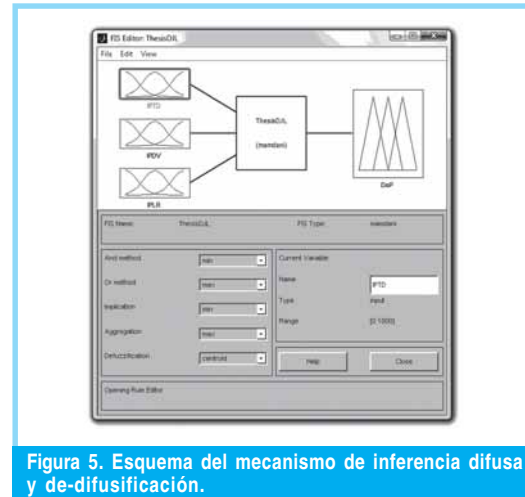 FIS Editor: ThesisDJL
File Edit View
IPTD
IPDV
IPLR
ThesisDJL
(mamdani)
DoP
FIS Name: ThesisDJL FIS Type: mamdani
And method min
Or method max
Implication min
Aggregation max
Defuzzification centroid
Current Variable
Name IPTD
Type input
Range [0 1000]
Help Close
Opening Rule Editor
Figura 5. Esquema del mecanismo de inferencia difusa
y de-difusificación.